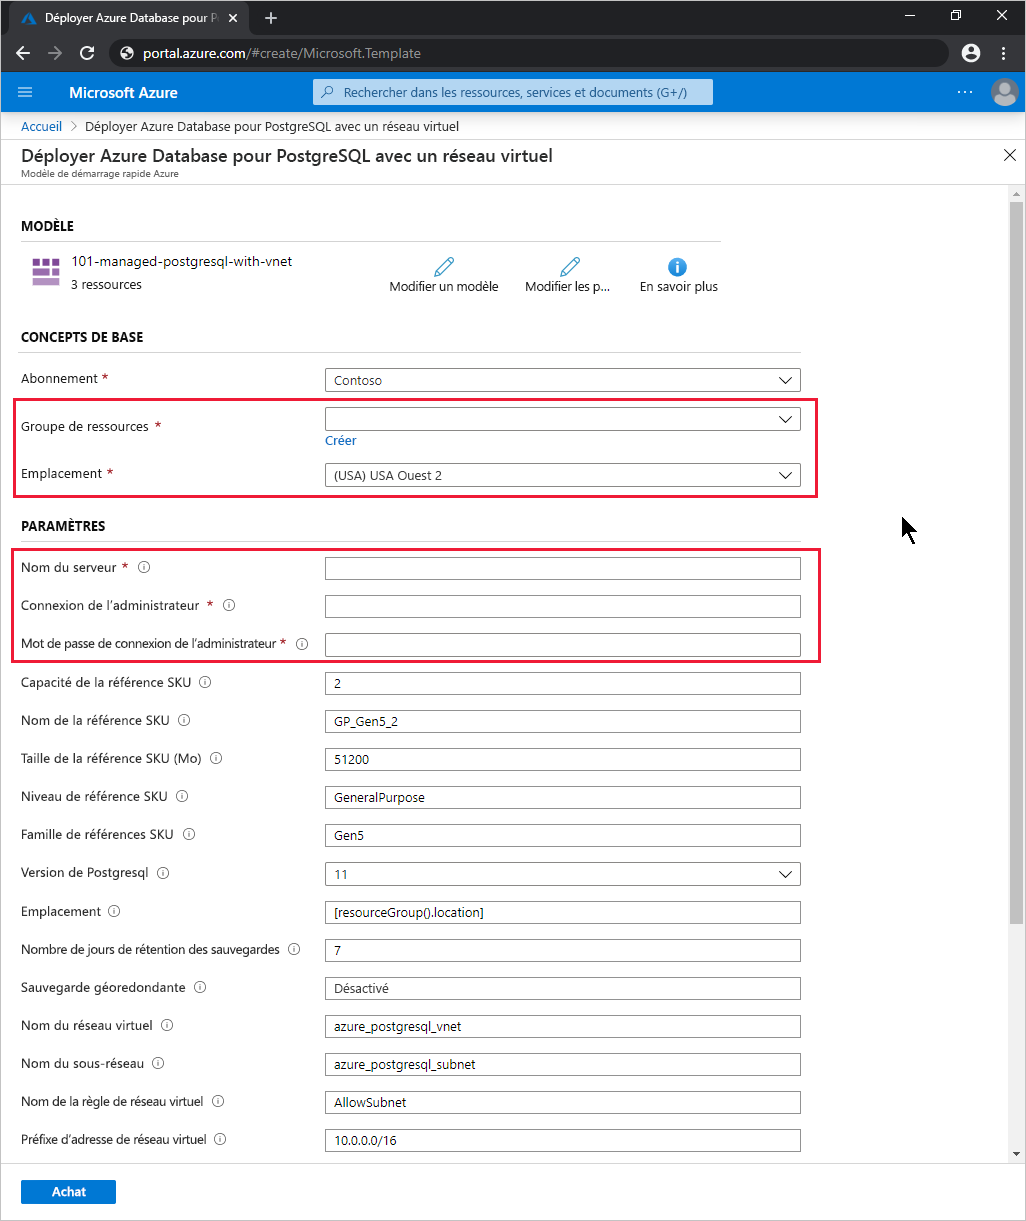 Déployer Azure Database pour P
portal.azure.com/#create/Microsoft.Template
Microsoft Azure
Rechercher dans les ressources, services et documents (G+/)
Accueil > Déployer Azure Database pour PostgreSQL avec un réseau virtuel
Déployer Azure Database pour PostgreSQL avec un réseau virtuel
Modèle de démarrage rapide Azure
MODÈLE
101-managed-postgresql-with-vnet
3 ressources
Modifier un modèle
Modifier les p...
En savoir plus
CONCEPTS DE BASE
Abonnement * Contoso
Groupe de ressources *
Créer
Emplacement * (USA) USA Ouest 2
PARAMÈTRES
Nom du serveur *
Connexion de l'administrateur *
Mot de passe de connexion de l'administrateur *
Capacité de la référence SKU 2
Nom de la référence SKU GP_Gen5_2
Taille de la référence SKU (Mo) 51200
Niveau de référence SKU GeneralPurpose
Famille de références SKU Gen5
Version de Postgresql 11
Emplacement [resourceGroup().location]
Nombre de jours de rétention des sauvegardes 7
Sauvegarde géoredondante Désactivé
Nom du réseau virtuel azure_postgresql_vnet
Nom du sous-réseau azure_postgresql_subnet
Nom de la règle de réseau virtuel AllowSubnet
Préfixe d'adresse de réseau virtuel 10.0.0.0/16
Achat